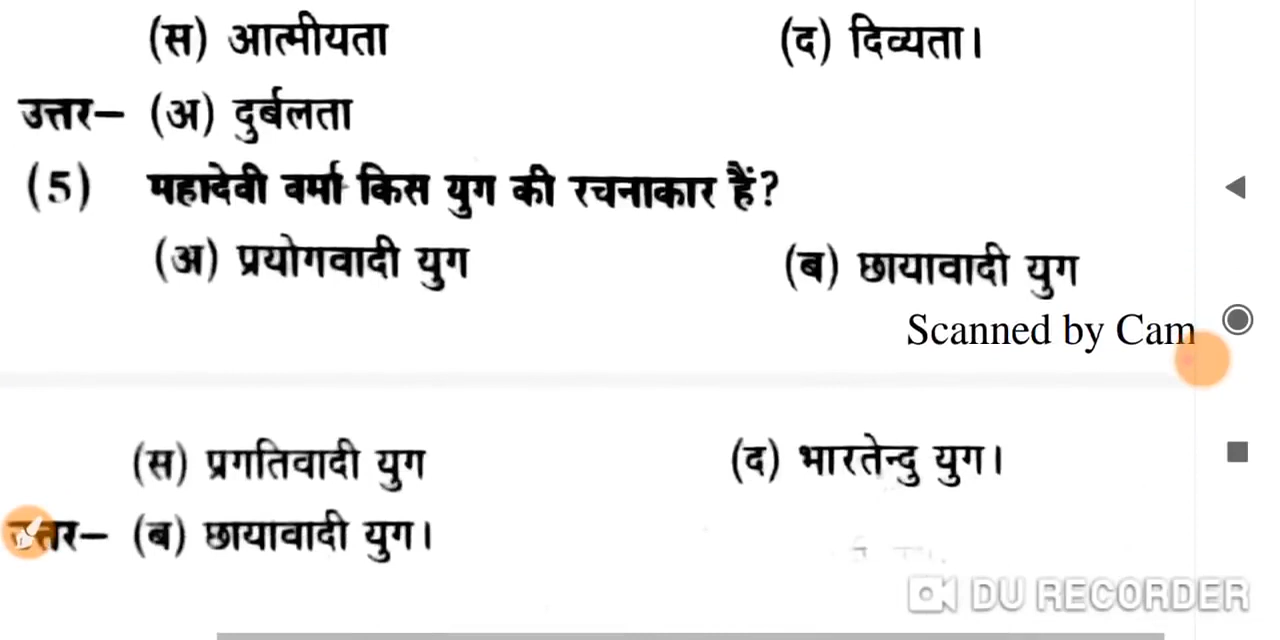 (स) आत्मीयता (द) दिव्यता।
उत्तर– (अ) दुर्बलता
(5) महादेवी वर्मा किस युग की रचनाकार हैं?
(अ) प्रयोगवादी युग (ब) छायावादी युग
Scanned by Cam
(स) प्रगतिवादी युग (द) भारतेन्दु युग।
उत्तर– (ब) छायावादी युग।
DU RECORDER